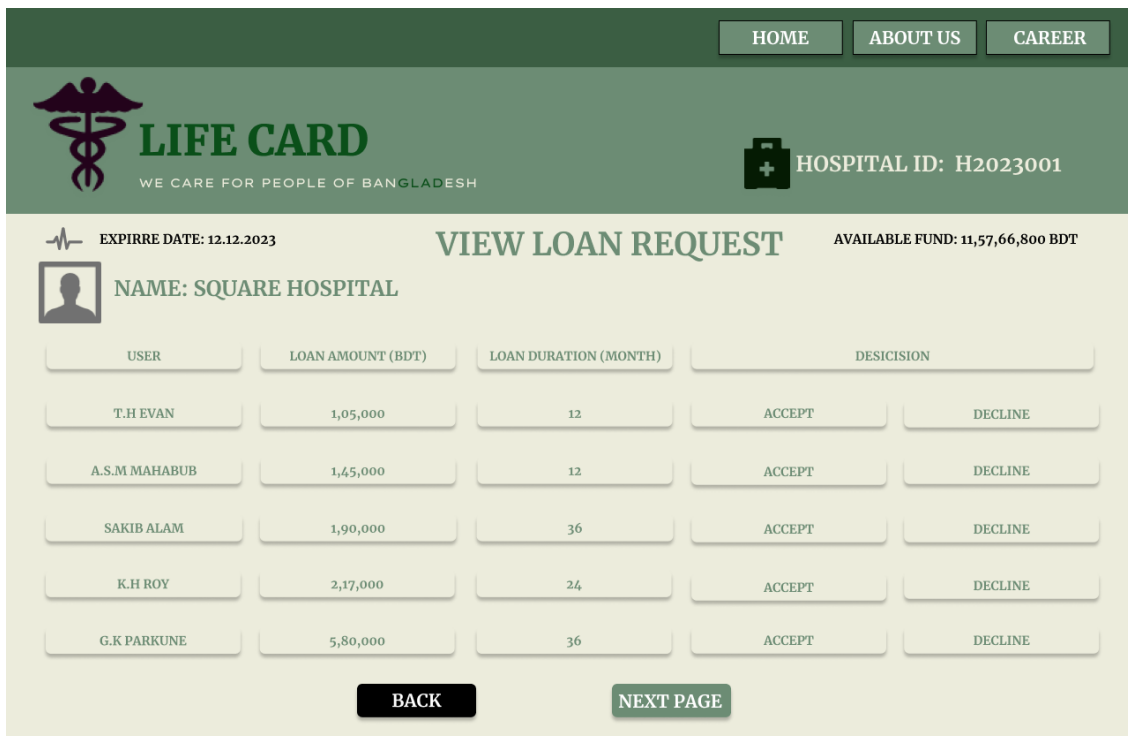 HOME ABOUT US CAREER
LIFE CARD
WE CARE FOR PEOPLE OF BANGLADESH
HOSPITAL ID: H2023001
EXPIRRE DATE: 12.12.2023
VIEW LOAN REQUEST
AVAILABLE FUND: 11,57,66,800 BDT
NAME: SQUARE HOSPITAL
USER LOAN AMOUNT (BDT) LOAN DURATION (MONTH) DESICISION
T.H EVAN 1,05,000 12 ACCEPT DECLINE
A.S.M MAHABUB 1,45,000 12 ACCEPT DECLINE
SAKIB ALAM 1,90,000 36 ACCEPT DECLINE
K.H ROY 2,17,000 24 ACCEPT DECLINE
G.K PARKUNE 5,80,000 36 ACCEPT DECLINE
BACK NEXT PAGE